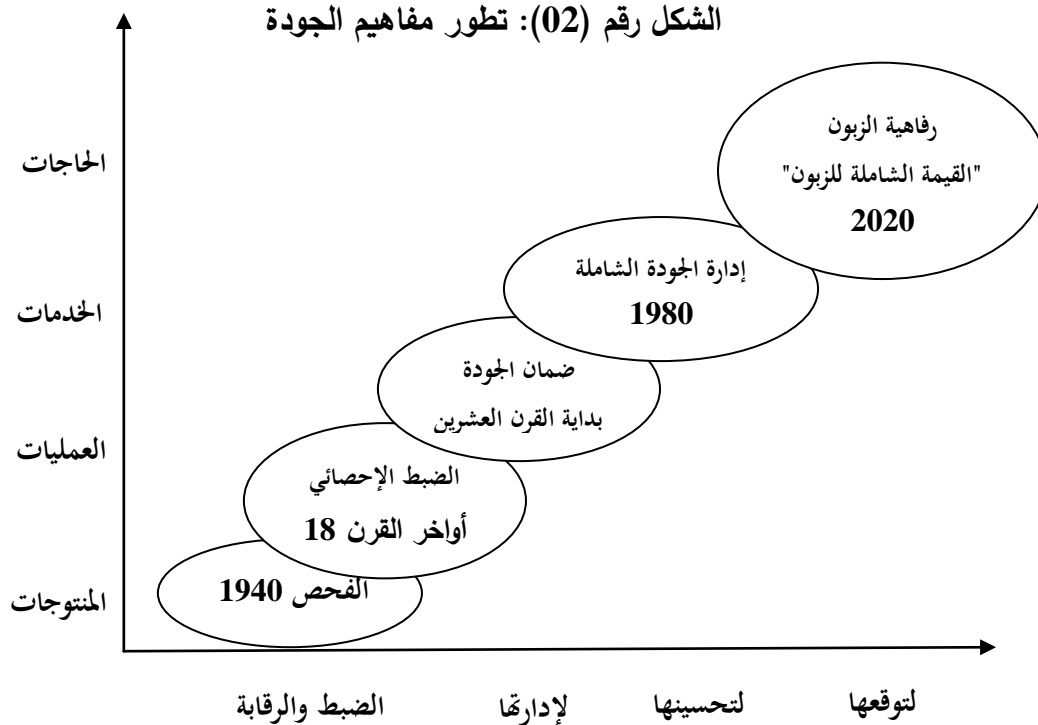 الشكل رقم (02): تطور مفاهيم الجودة
رفاهية الزبون
"القيمة الشاملة للزبون"
2020
الحاجات
إدارة الجودة الشاملة
1980
الخدمات
ضمان الجودة
بداية القرن العشرين
العمليات
الضبط الإحصائي
أواخر القرن 18
الفحص 1940
المنتوجات
الضبط والرقابة
لإدارتها
لتحسينها
لتوقعها